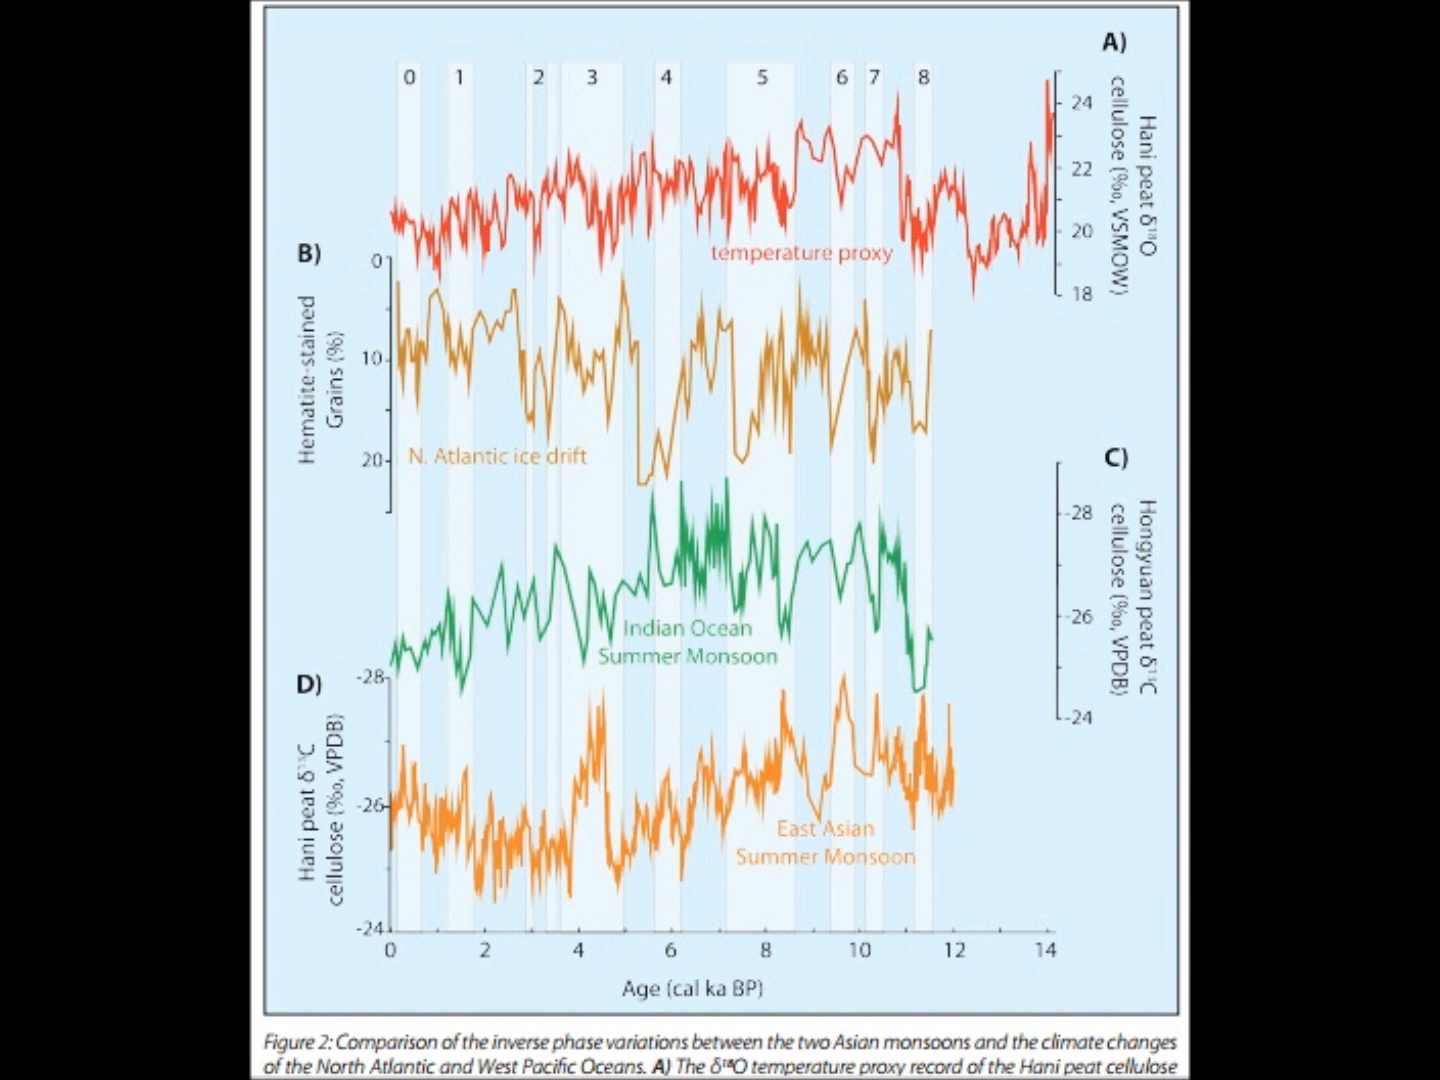 A)
0 1 2 3 4 5 6 7 8
24
22
20
18
Hani peat δ¹⁸O
cellulose (‰, VSMOW)
temperature proxy
B)
0
10
20
Hematite-stained
Grains (%)
N. Atlantic ice drift
C)
-28
-26
-24
Hongyuan peat δ¹³C
cellulose (‰, VPDB)
Indian Ocean
Summer Monsoon
D)
-28
-26
-24
Hani peat δ¹³C
cellulose (‰, VPDB)
East Asian
Summer Monsoon
0 2 4 6 8 10 12 14
Age (cal ka BP)
Figure 2: Comparison of the inverse phase variations between the two Asian monsoons and the climate changes
of the North Atlantic and West Pacific Oceans. A) The δ¹⁸O temperature proxy record of the Hani peat cellulose